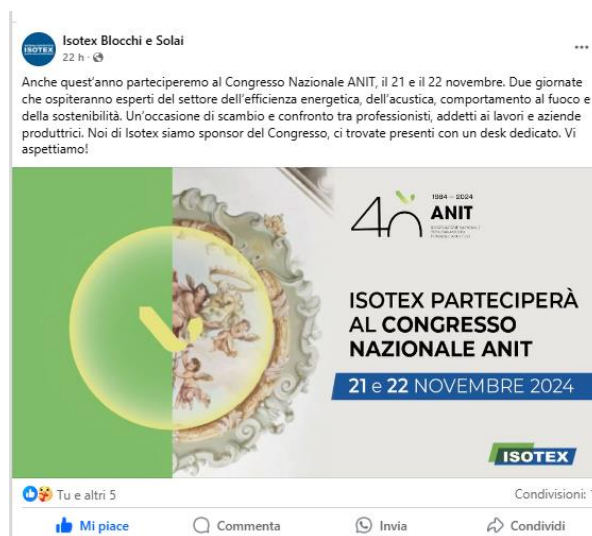 Isotex Blocchi e Solai
22 h ·
Anche quest'anno parteciperemo al Congresso Nazionale ANIT, il 21 e il 22 novembre. Due giornate
che ospiteranno esperti del settore dell'efficienza energetica, dell'acustica, comportamento al fuoco e
della sostenibilità. Un'occasione di scambio e confronto tra professionisti, addetti ai lavori e aziende
produttrici. Noi di Isotex siamo sponsor del Congresso, ci trovate presenti con un desk dedicato. Vi
aspettiamo!
1984 – 2024
40 ANIT
ISOTEX PARTECIPERÀ
AL CONGRESSO
NAZIONALE ANIT
21 e 22 NOVEMBRE 2024
ISOTEX
Tu e altri 5
Condivisioni:
Mi piace
Commenta
Invia
Condividi